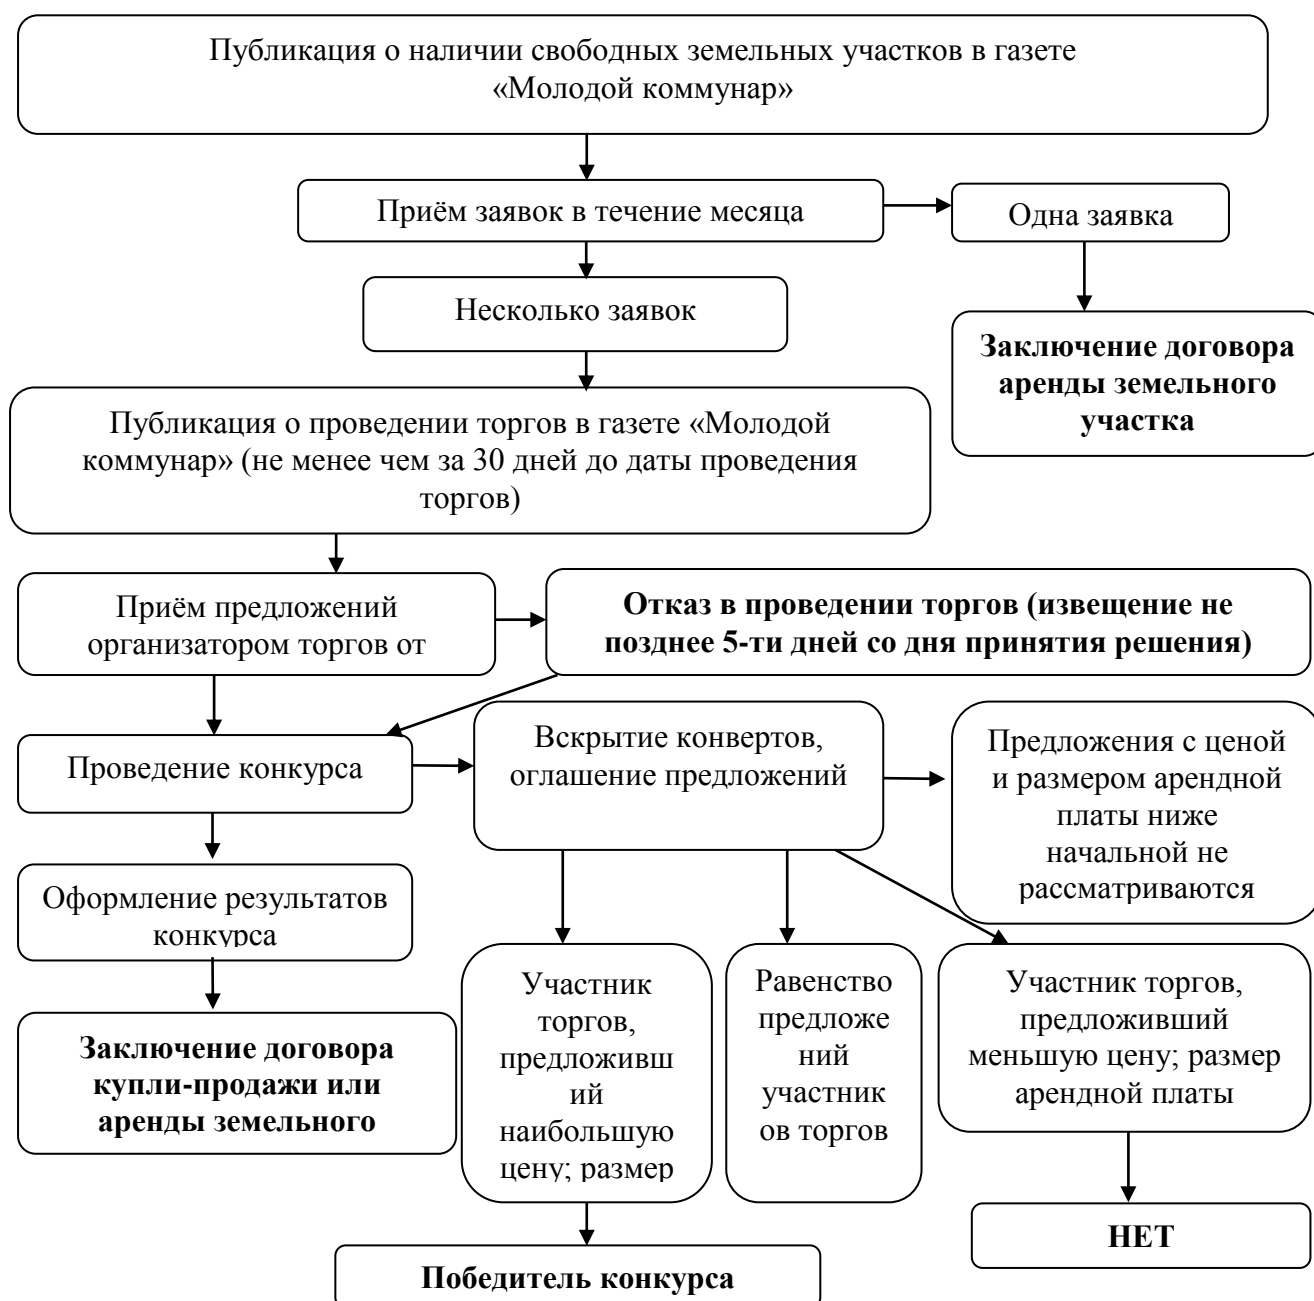 Публикация о наличии свободных земельных участков в газете
«Молодой коммунар»
Приём заявок в течение месяца
Одна заявка
Несколько заявок
Заключение договора
аренды земельного
участка
Публикация о проведении торгов в газете «Молодой
коммунар» (не менее чем за 30 дней до даты проведения
торгов)
Приём предложений
организатором торгов от
Отказ в проведении торгов (извещение не
позднее 5-ти дней со дня принятия решения)
Проведение конкурса
Вскрытие конвертов,
оглашение предложений
Предложения с ценой
и размером арендной
платы ниже
начальной не
рассматриваются
Оформление результатов
конкурса
Заключение договора
купли-продажи или
аренды земельного
Участник
торгов,
предложивш
ий
наибольшую
цену; размер
Равенство
предложе
ний
участник
ов торгов
Участник торгов,
предложивший
меньшую цену; размер
арендной платы
НЕТ
Победитель конкурса